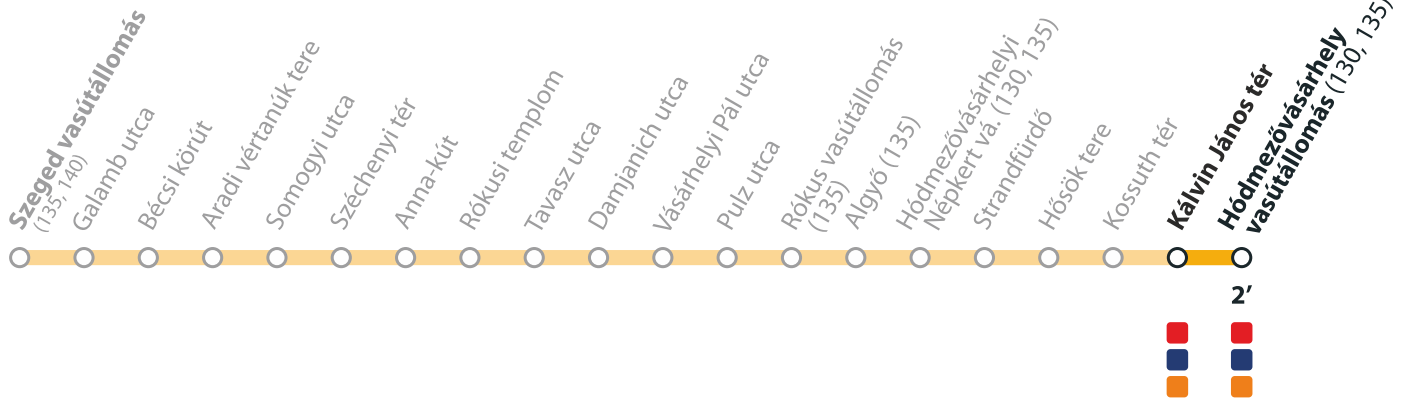 Szeged vasútállomás
(135, 140)
Galamb utca
Bécsi körút
Aradi vértanúk tere
Somogyi utca
Széchenyi tér
Anna-kút
Rókusi templom
Tavasz utca
Damjanich utca
Vásárhelyi Pál utca
Pulz utca
Rókus vasútállomás
(135)
Algyő (135)
Hódmezővásárhelyi
Népkert vá. (130, 135)
Strandfürdő
Hősök tere
Kossuth tér
Kálvin János tér
Hódmezővásárhely
vasútállomás (130, 135)
2’